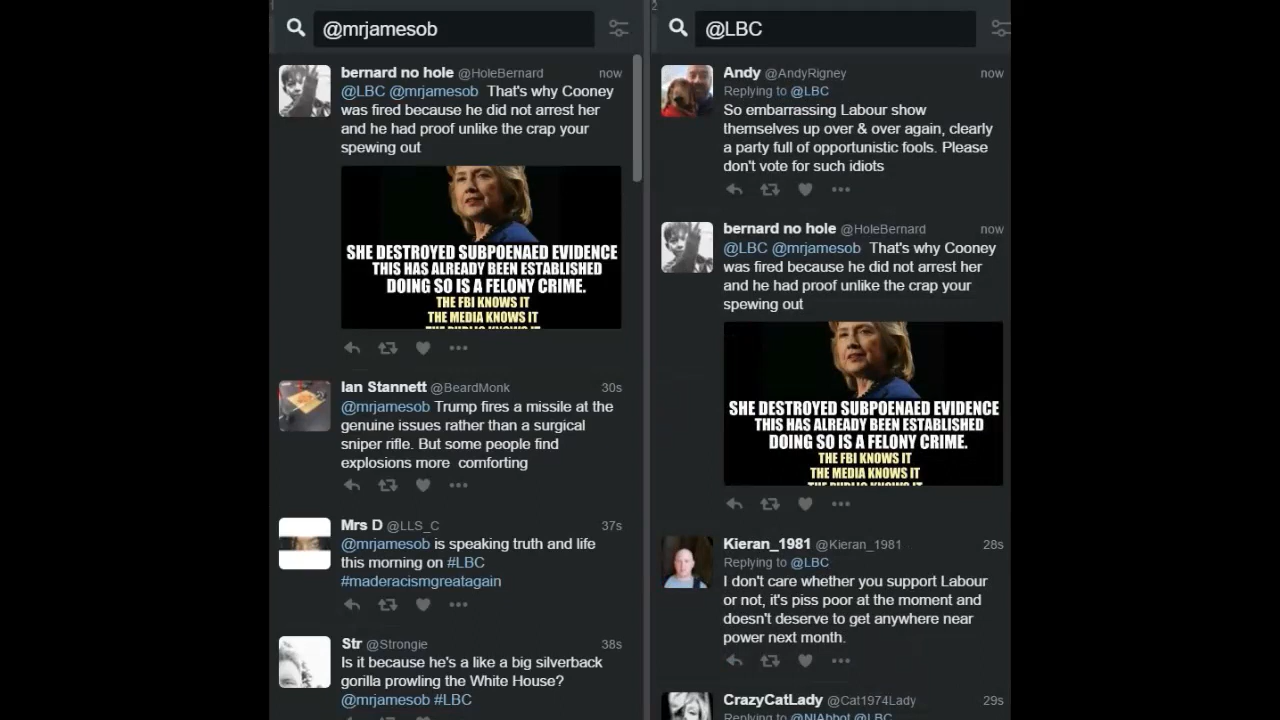 1
@mrjamesob
bernard no hole @HoleBernard now
@LBC @mrjamesob That's why Cooney
was fired because he did not arrest her
and he had proof unlike the crap your
spewing out
SHE DESTROYED SUBPOENAED EVIDENCE
THIS HAS ALREADY BEEN ESTABLISHED
DOING SO IS A FELONY CRIME.
THE FBI KNOWS IT
THE MEDIA KNOWS IT
THE PUBLIC KNOWS IT
Ian Stannett @BeardMonk 30s
@mrjamesob Trump fires a missile at the
genuine issues rather than a surgical
sniper rifle. But some people find
explosions more comforting
Mrs D @LLS_C 37s
@mrjamesob is speaking truth and life
this morning on #LBC
#maderacismgreatagain
Str @Strongie 38s
Is it because he's a like a big silverback
gorilla prowling the White House?
@mrjamesob #LBC
2
@LBC
Andy @AndyRigney now
Replying to @LBC
So embarrassing Labour show
themselves up over & over again, clearly
a party full of opportunistic fools. Please
don't vote for such idiots
bernard no hole @HoleBernard now
@LBC @mrjamesob That's why Cooney
was fired because he did not arrest her
and he had proof unlike the crap your
spewing out
SHE DESTROYED SUBPOENAED EVIDENCE
THIS HAS ALREADY BEEN ESTABLISHED
DOING SO IS A FELONY CRIME.
THE FBI KNOWS IT
THE MEDIA KNOWS IT
THE PUBLIC KNOWS IT
Kieran_1981 @Kieran_1981 28s
Replying to @LBC
I don't care whether you support Labour
or not, it's piss poor at the moment and
doesn't deserve to get anywhere near
power next month.
CrazyCatLady @Cat1974Lady 29s
Replying to @NIAbbot @LBC